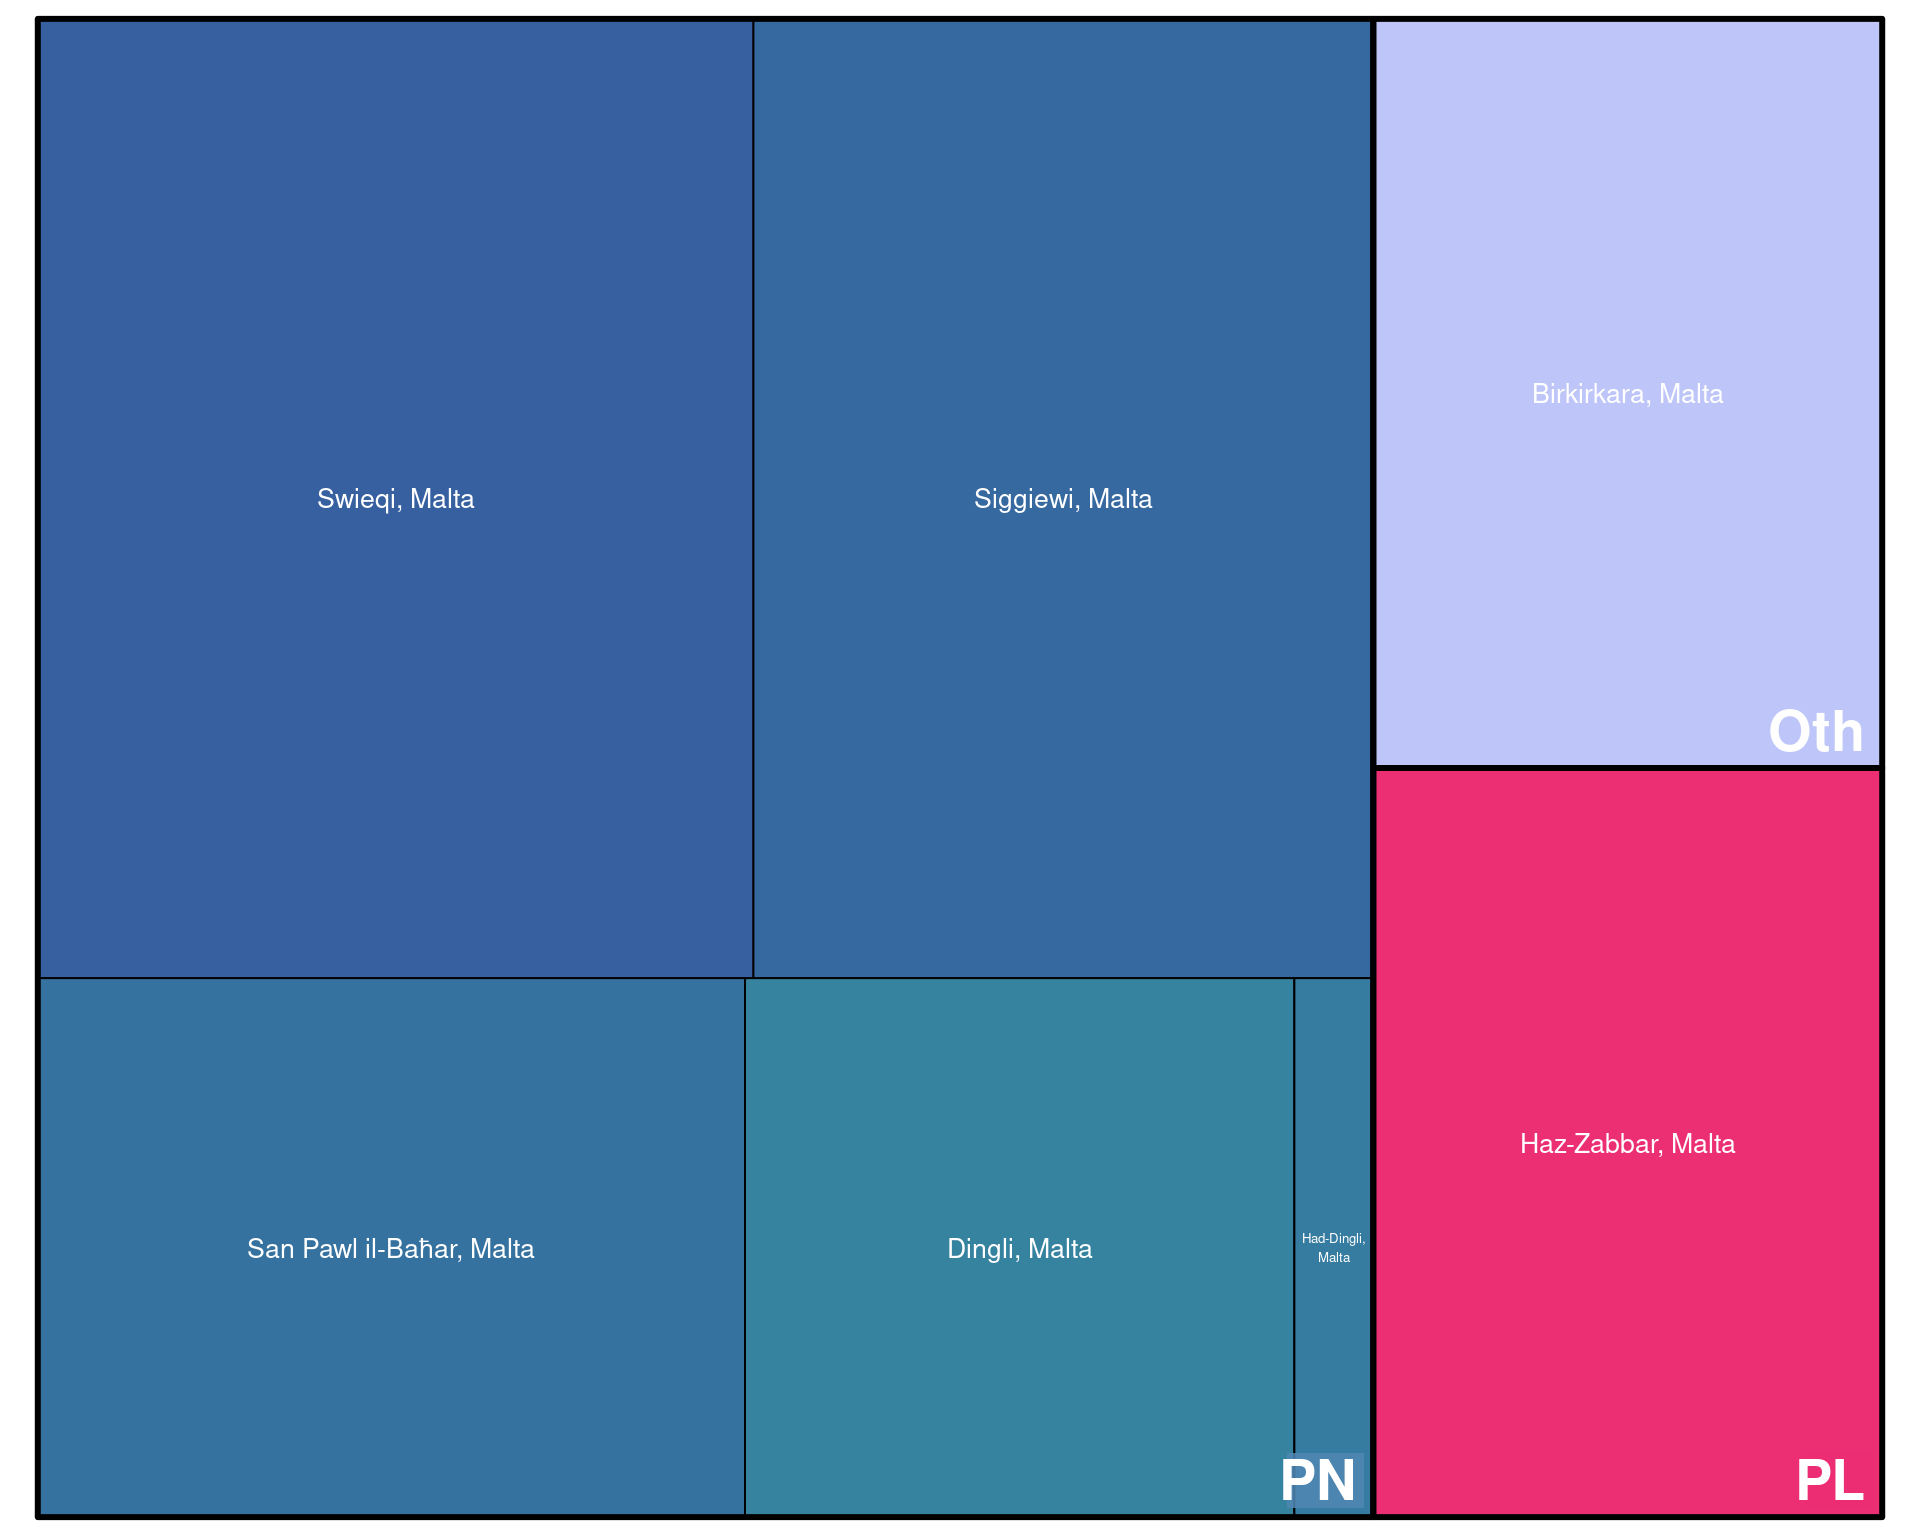 Swieqi, Malta
Siggiewi, Malta
Birkirkara, Malta
Oth
San Pawl il-Baħar, Malta
Dingli, Malta
Had-Dingli,
Malta
PN
Haz-Zabbar, Malta
PL